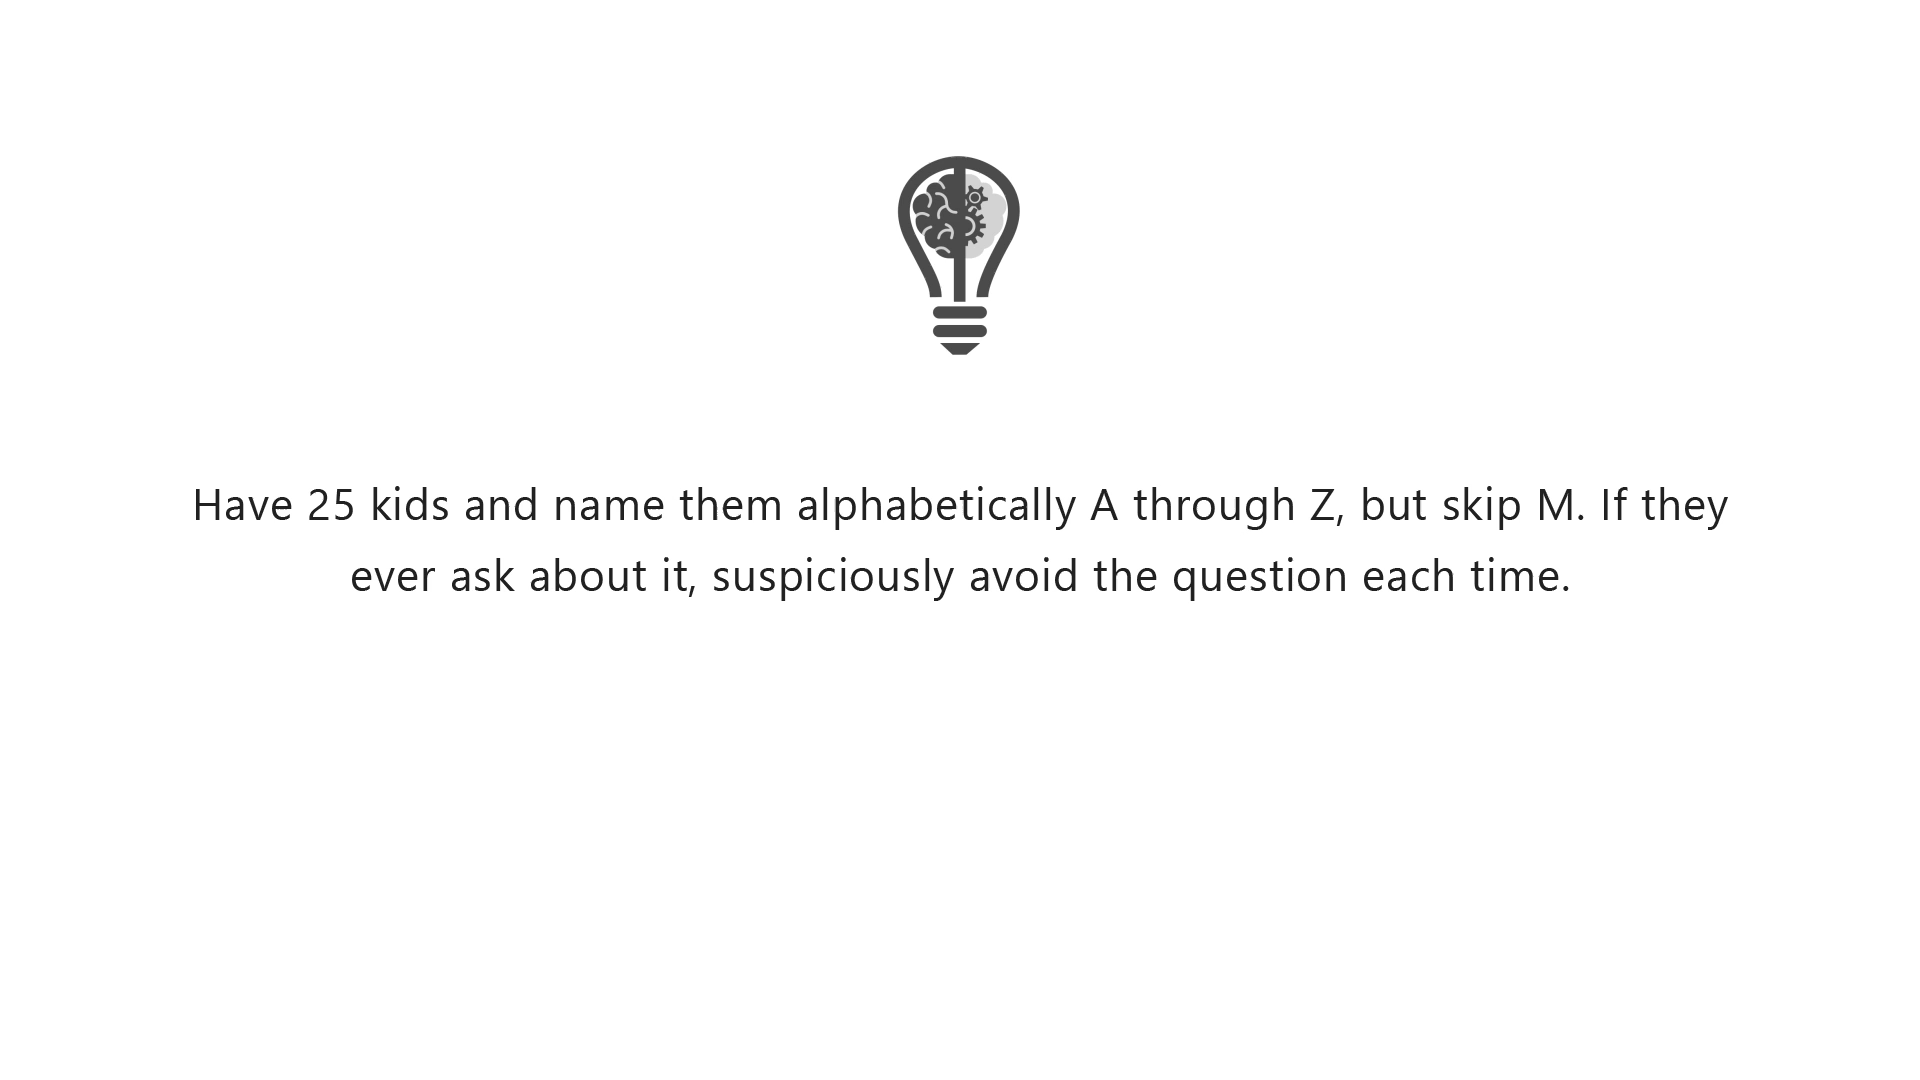 Have 25 kids and name them alphabetically A through Z, but skip M. If they
ever ask about it, suspiciously avoid the question each time.